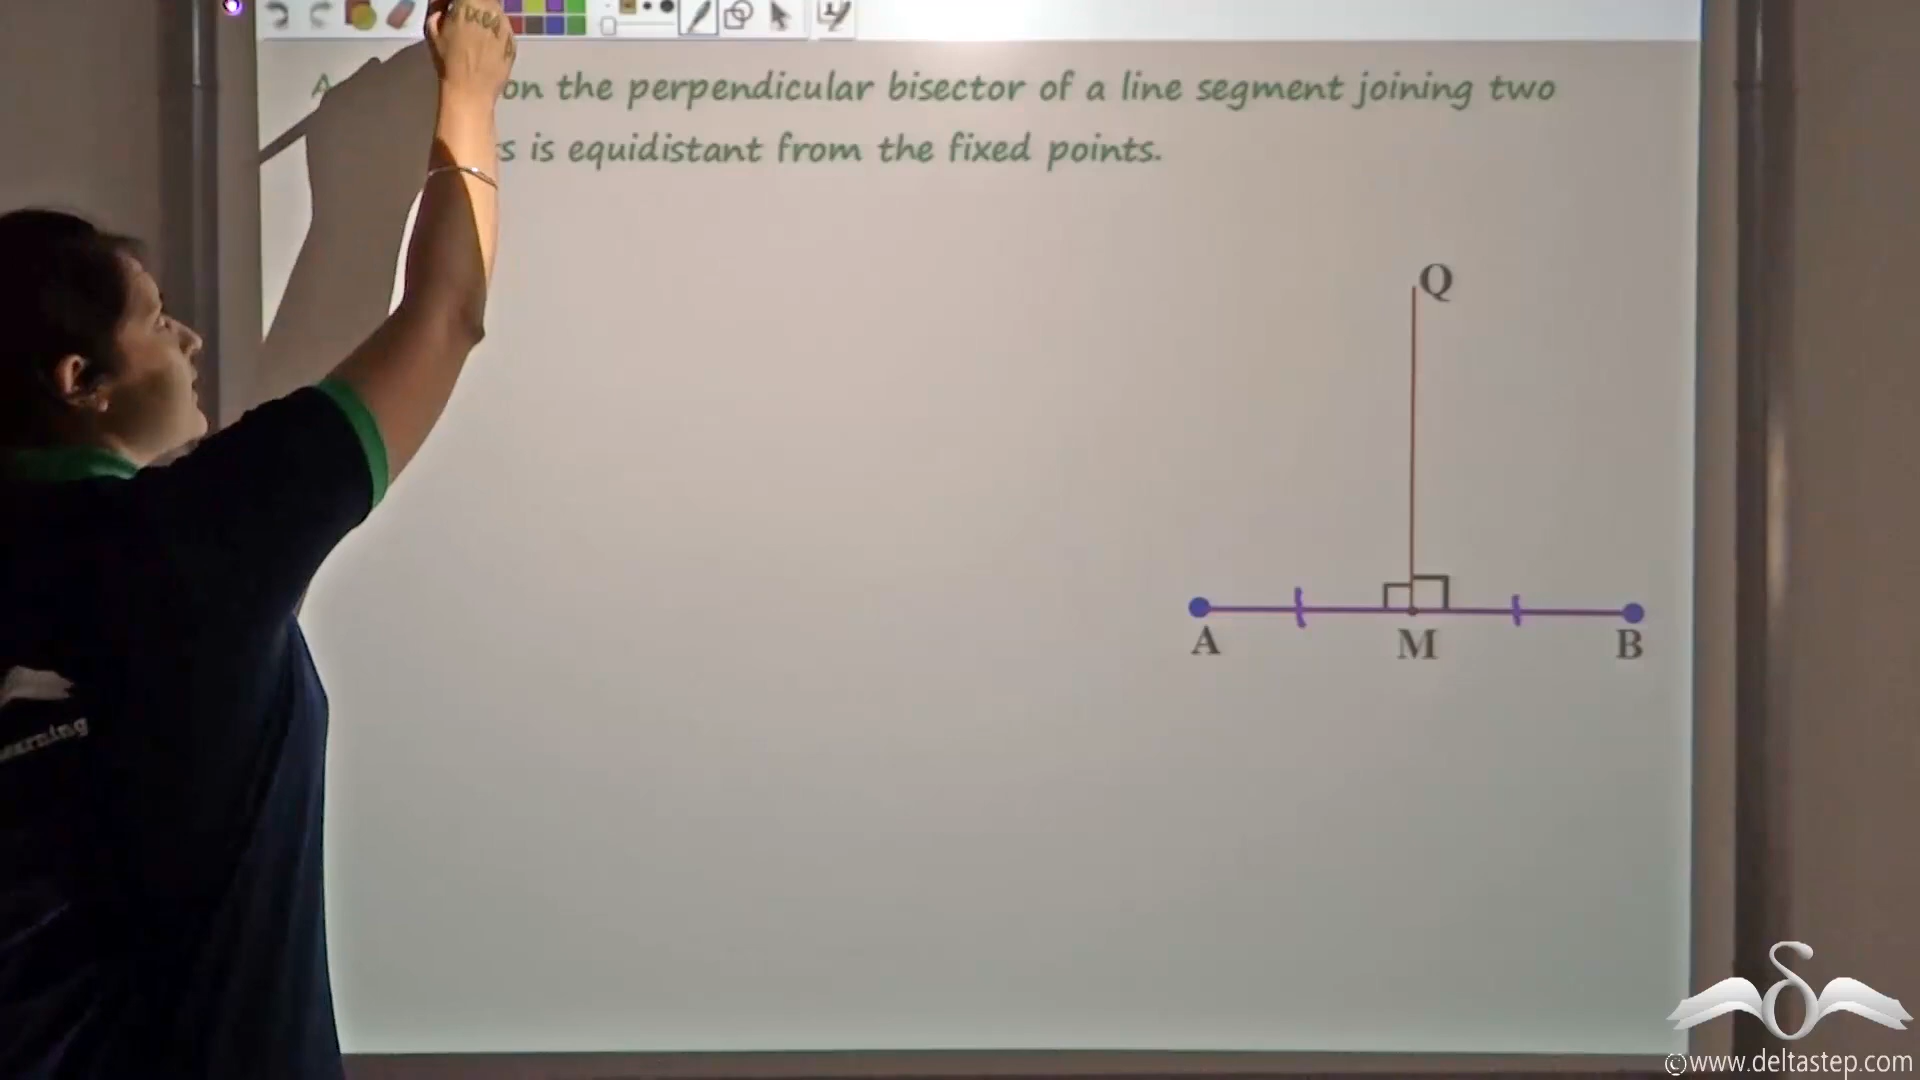 on the perpendicular bisector of a line segment joining two
is equidistant from the fixed points.
Q
A M B
©www.deltastep.com